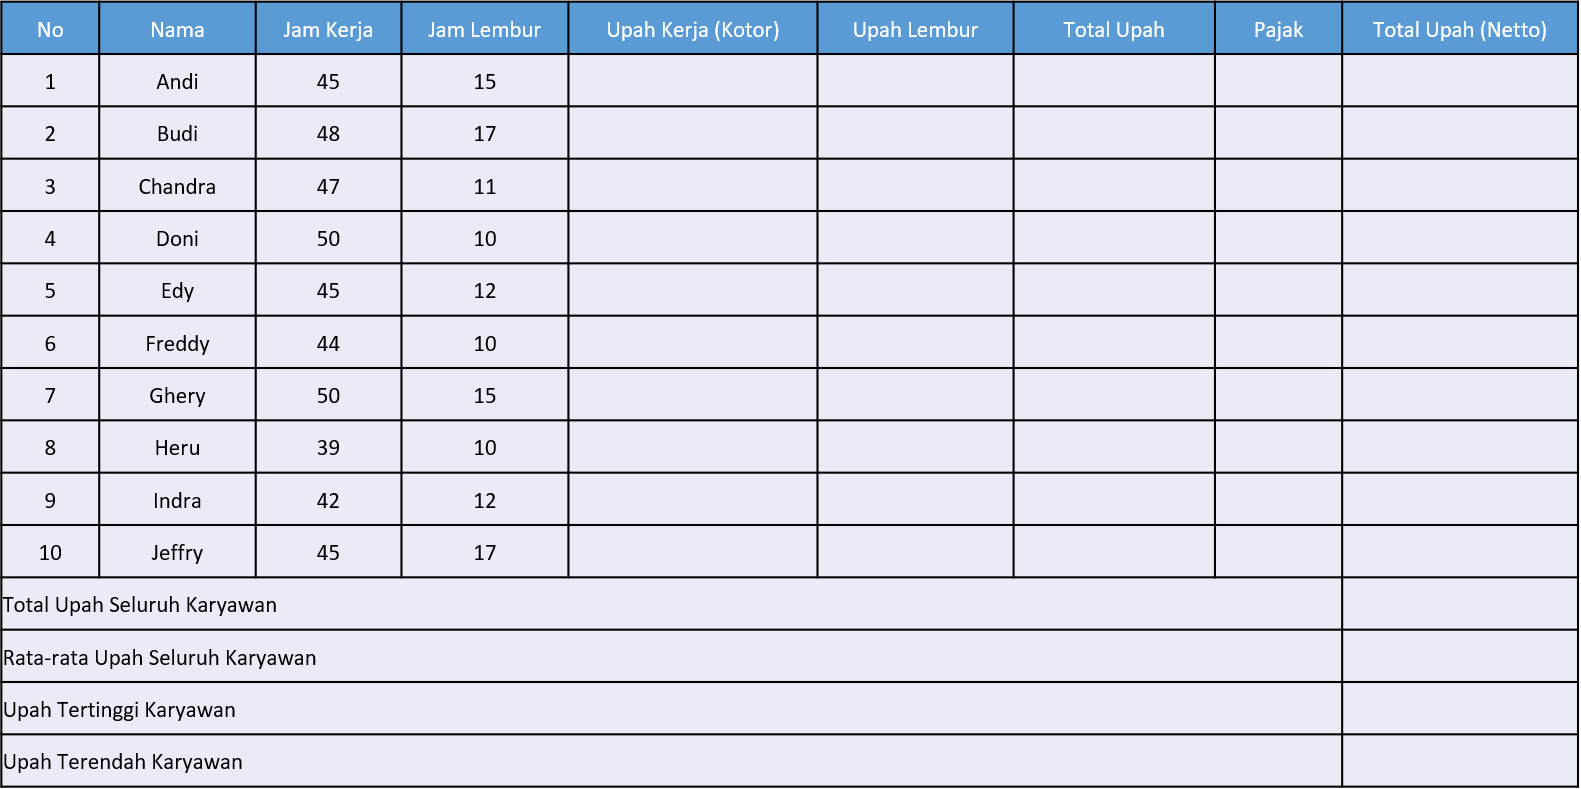 No Nama Jam Kerja Jam Lembur Upah Kerja (Kotor) Upah Lembur Total Upah Pajak Total Upah (Netto)
1 Andi 45 15
2 Budi 48 17
3 Chandra 47 11
4 Doni 50 10
5 Edy 45 12
6 Freddy 44 10
7 Ghery 50 15
8 Heru 39 10
9 Indra 42 12
10 Jeffry 45 17
Total Upah Seluruh Karyawan
Rata-rata Upah Seluruh Karyawan
Upah Tertinggi Karyawan
Upah Terendah Karyawan